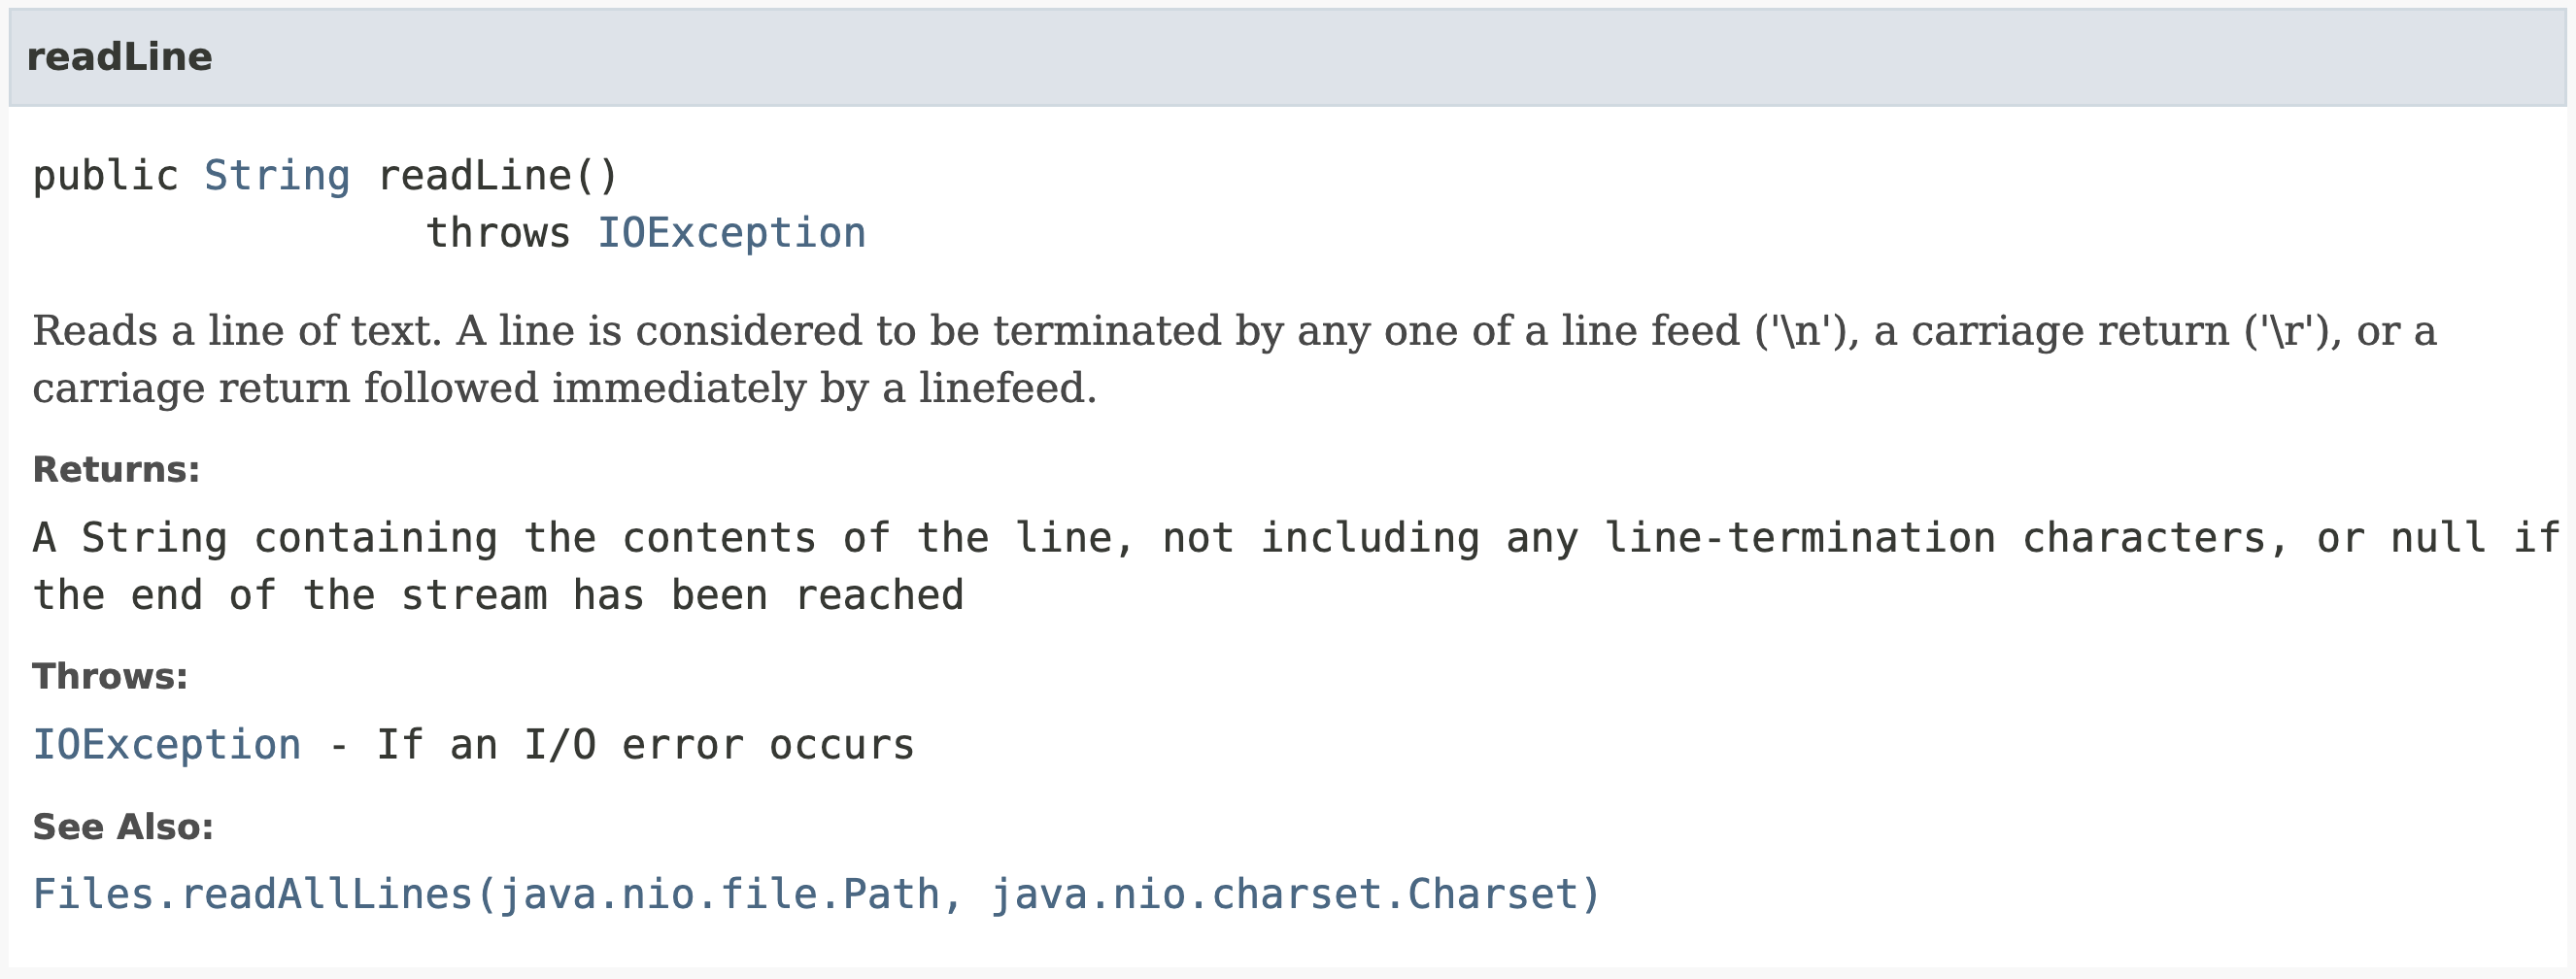 readLine
public String readLine()
throws IOException
Reads a line of text. A line is considered to be terminated by any one of a line feed ('\n'), a carriage return ('\r'), or a
carriage return followed immediately by a linefeed.
Returns:
A String containing the contents of the line, not including any line-termination characters, or null if
the end of the stream has been reached
Throws:
IOException - If an I/O error occurs
See Also:
Files.readAllLines(java.nio.file.Path, java.nio.charset.Charset)